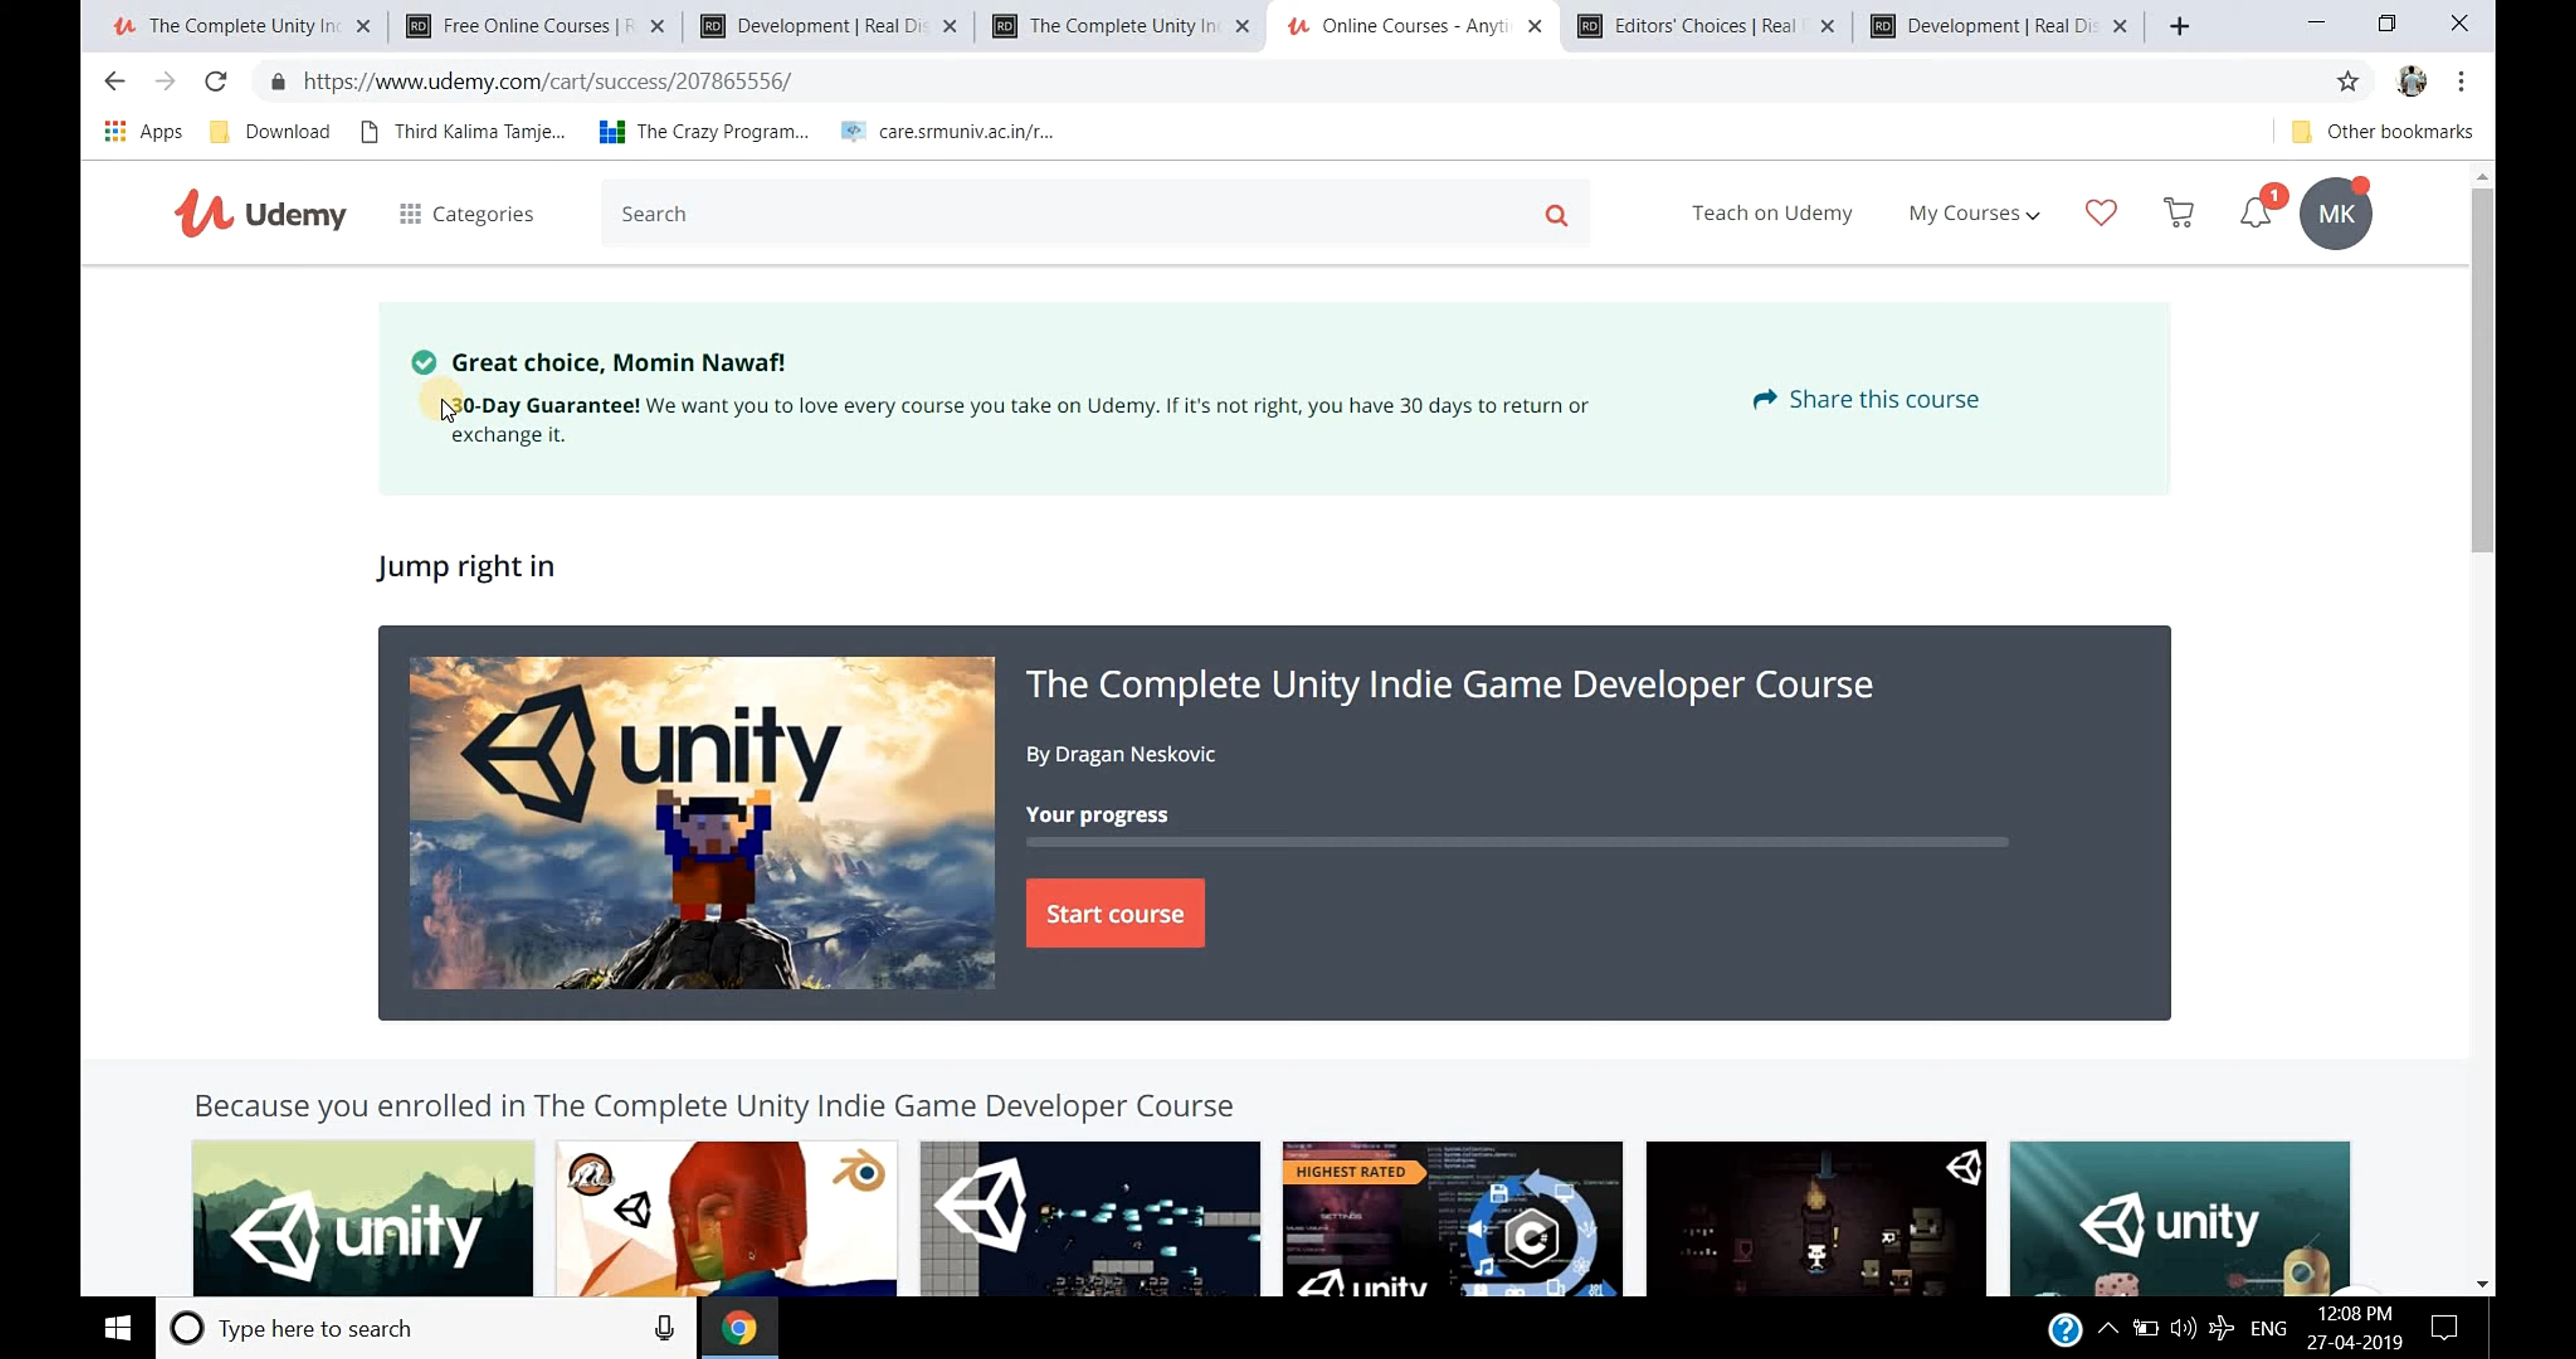 The Complete Unity In
Free Online Courses | R
Development | Real Dis
The Complete Unity In
Online Courses - Anyti
Editors' Choices | Real
Development | Real Dis
https://www.udemy.com/cart/success/207865556/
Apps
Download
Third Kalima Tamje...
The Crazy Program...
care.srmuniv.ac.in/r...
Other bookmarks
Udemy
Categories
Search
Teach on Udemy
My Courses
1
MK
Great choice, Momin Nawaf!
30-Day Guarantee! We want you to love every course you take on Udemy. If it's not right, you have 30 days to return or
exchange it.
Share this course
Jump right in
unity
The Complete Unity Indie Game Developer Course
By Dragan Neskovic
Your progress
Start course
Because you enrolled in The Complete Unity Indie Game Developer Course
unity
HIGHEST RATED
SETTINGS
C#
unity
unity
Type here to search
ENG
12:08 PM
27-04-2019